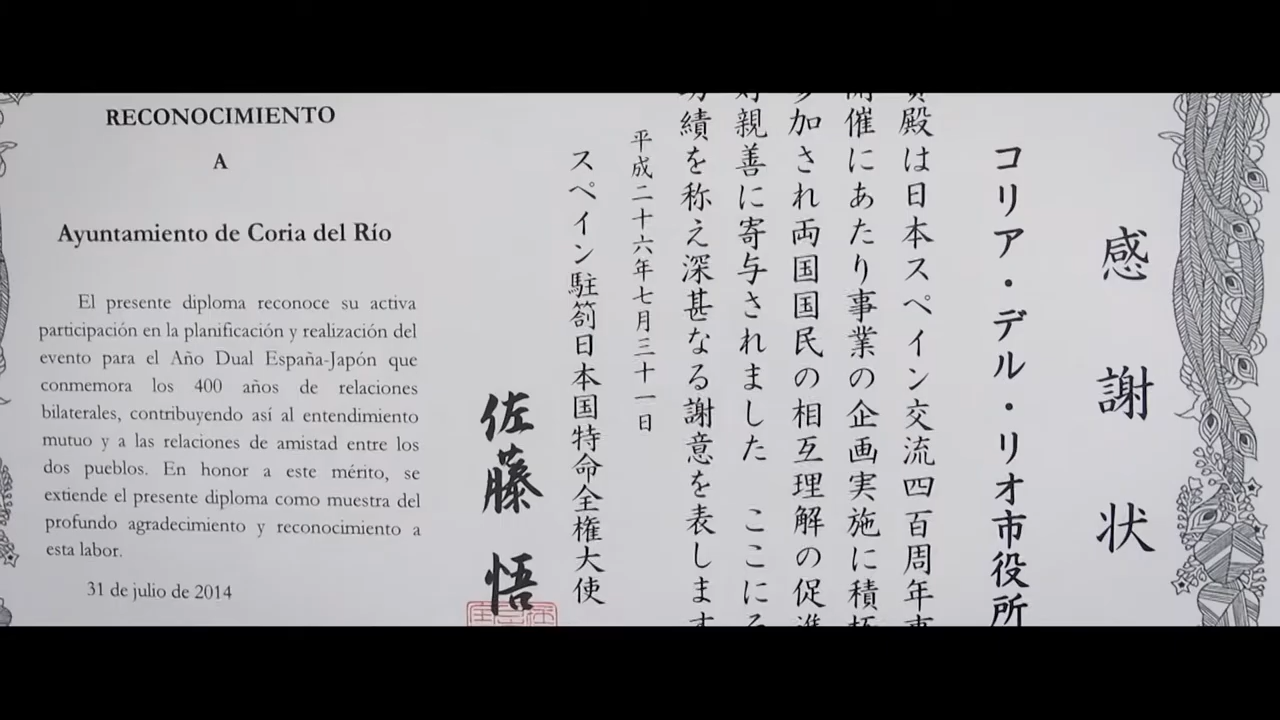 RECONOCIMIENTO
A
Ayuntamiento de Coria del Río
El presente diploma reconoce su activa
participación en la planificación y realización del
evento para el Año Dual España-Japón que
conmemora los 400 años de relaciones
bilaterales, contribuyendo así al entendimiento
mutuo y a las relaciones de amistad entre los
dos pueblos. En honor a este mérito, se
extiende el presente diploma como muestra del
profundo agradecimiento y reconocimiento a
esta labor.
31 de julio de 2014
感謝状
コリア・デル・リオ市役所
貴殿は日本スペイン交流四百周年事
開催にあたり事業の企画実施に積極
参加され両国国民の相互理解の促進
好親善に寄与されました ここにそ
功績を称え深甚なる謝意を表します
平成二十六年七月三十一日
スペイン駐箚日本国特命全権大使
佐藤 悟